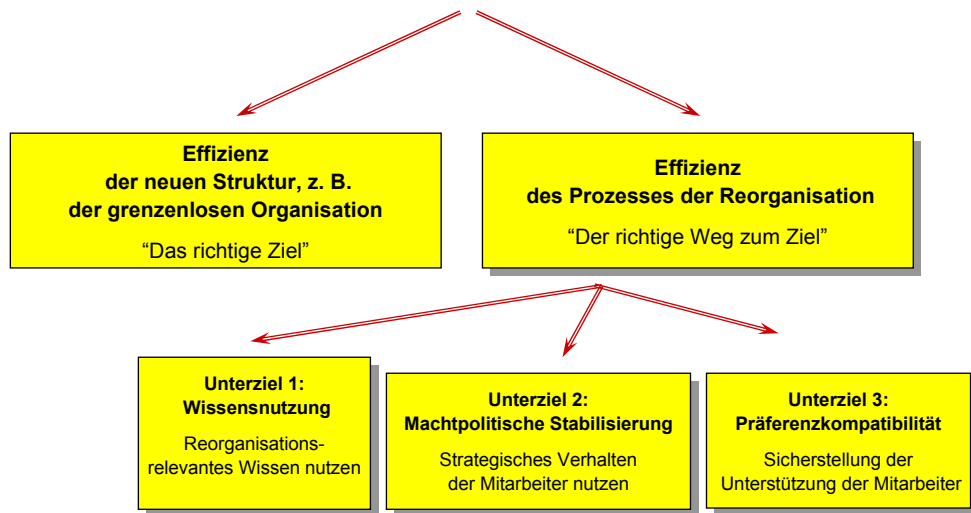 Effizienz
der neuen Struktur, z. B.
der grenzenlosen Organisation
“Das richtige Ziel”
Effizienz
des Prozesses der Reorganisation
“Der richtige Weg zum Ziel”
Unterziel 1:
Wissensnutzung
Reorganisations-
relevantes Wissen nutzen
Unterziel 2:
Machtpolitische Stabilisierung
Strategisches Verhalten
der Mitarbeiter nutzen
Unterziel 3:
Präferenzkompatibilität
Sicherstellung der
Unterstützung der Mitarbeiter